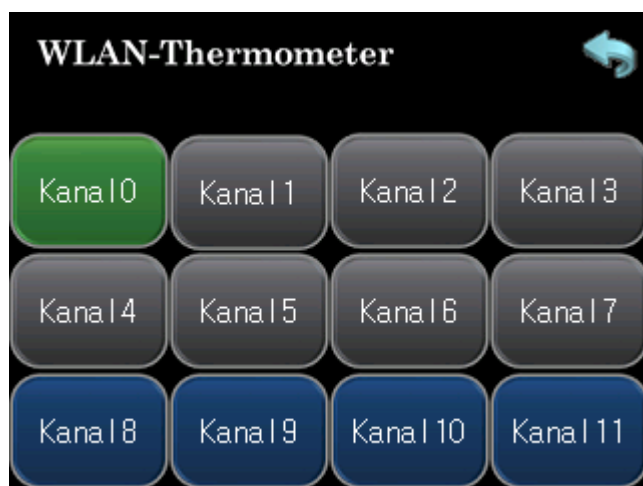 WLAN-Thermometer
Kanal0 Kanal1 Kanal2 Kanal3
Kanal4 Kanal5 Kanal6 Kanal7
Kanal8 Kanal9 Kanal10 Kanal11